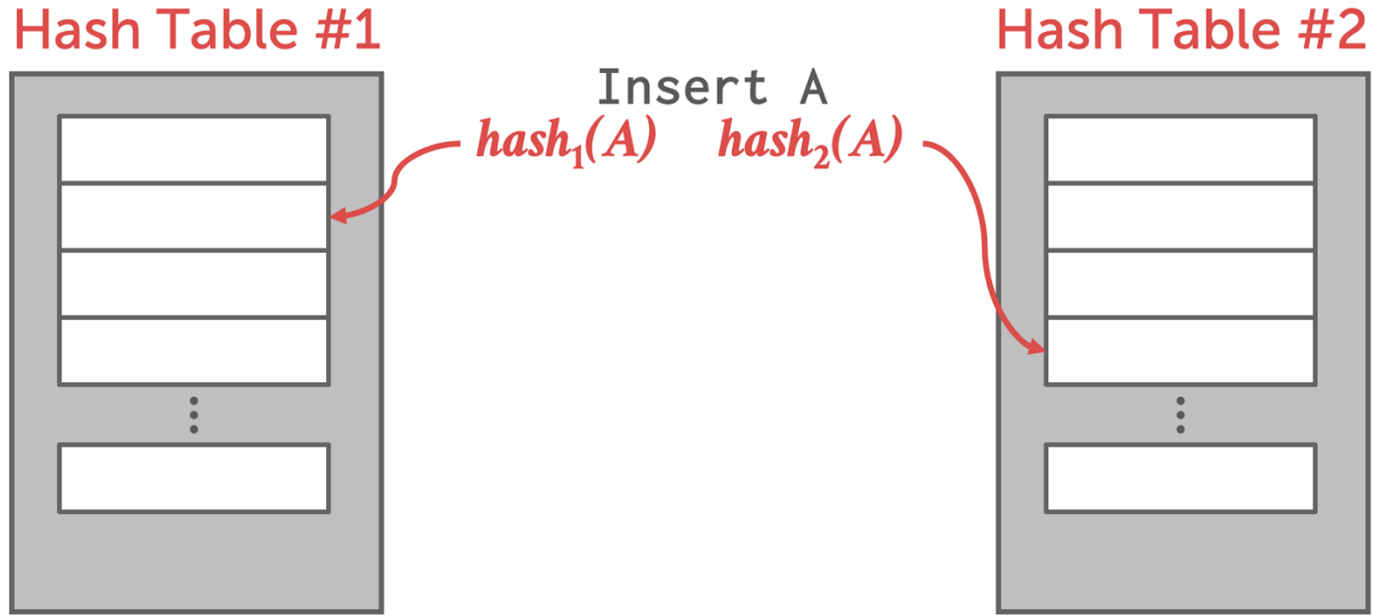 Hash Table #1
Hash Table #2
Insert A
hash₁(A) hash₂(A)